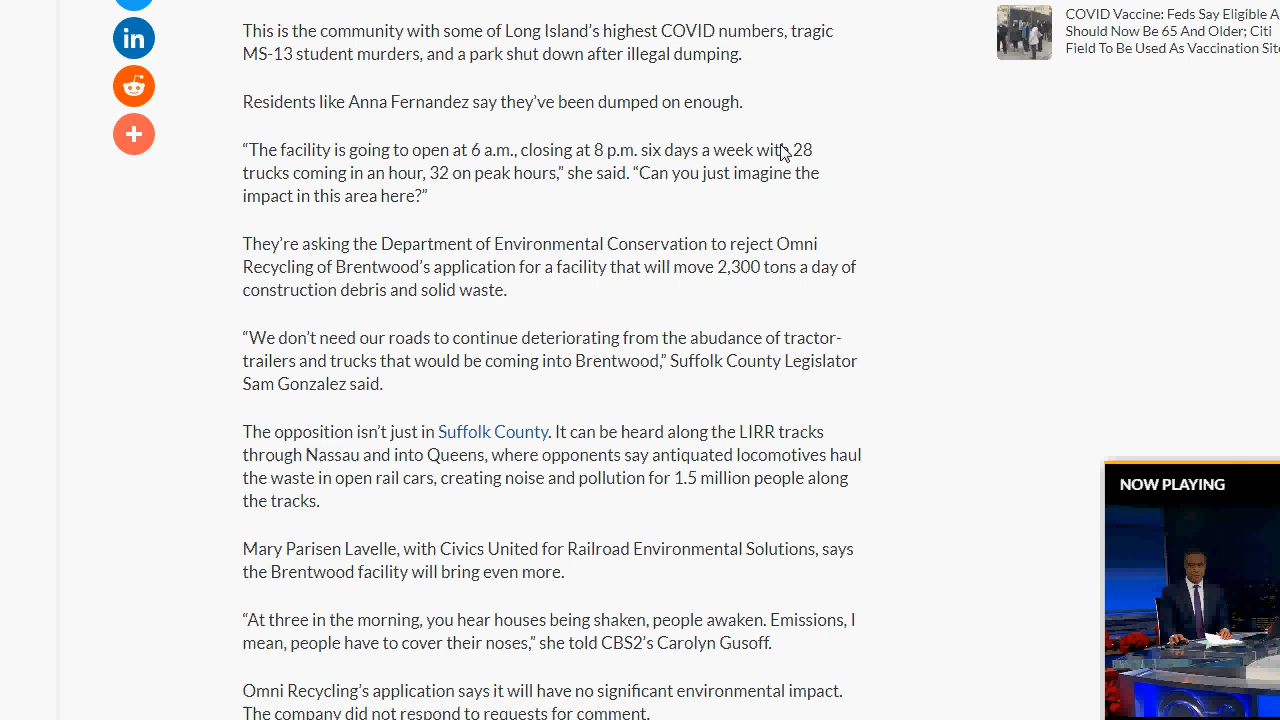 This is the community with some of Long Island’s highest COVID numbers, tragic
MS-13 student murders, and a park shut down after illegal dumping.
Residents like Anna Fernandez say they’ve been dumped on enough.
“The facility is going to open at 6 a.m., closing at 8 p.m. six days a week with 28
trucks coming in an hour, 32 on peak hours,” she said. “Can you just imagine the
impact in this area here?”
They’re asking the Department of Environmental Conservation to reject Omni
Recycling of Brentwood’s application for a facility that will move 2,300 tons a day of
construction debris and solid waste.
“We don’t need our roads to continue deteriorating from the abudance of tractor-
trailers and trucks that would be coming into Brentwood,” Suffolk County Legislator
Sam Gonzalez said.
The opposition isn’t just in Suffolk County. It can be heard along the LIRR tracks
through Nassau and into Queens, where opponents say antiquated locomotives haul
the waste in open rail cars, creating noise and pollution for 1.5 million people along
the tracks.
Mary Parisen Lavelle, with Civics United for Railroad Environmental Solutions, says
the Brentwood facility will bring even more.
“At three in the morning, you hear houses being shaken, people awaken. Emissions, I
mean, people have to cover their noses,” she told CBS2’s Carolyn Gusoff.
Omni Recycling’s application says it will have no significant environmental impact.
The company did not respond to requests for comment.
in
COVID Vaccine: Feds Say Eligible A
Should Now Be 65 And Older; Citi
Field To Be Used As Vaccination Sit
NOW PLAYING